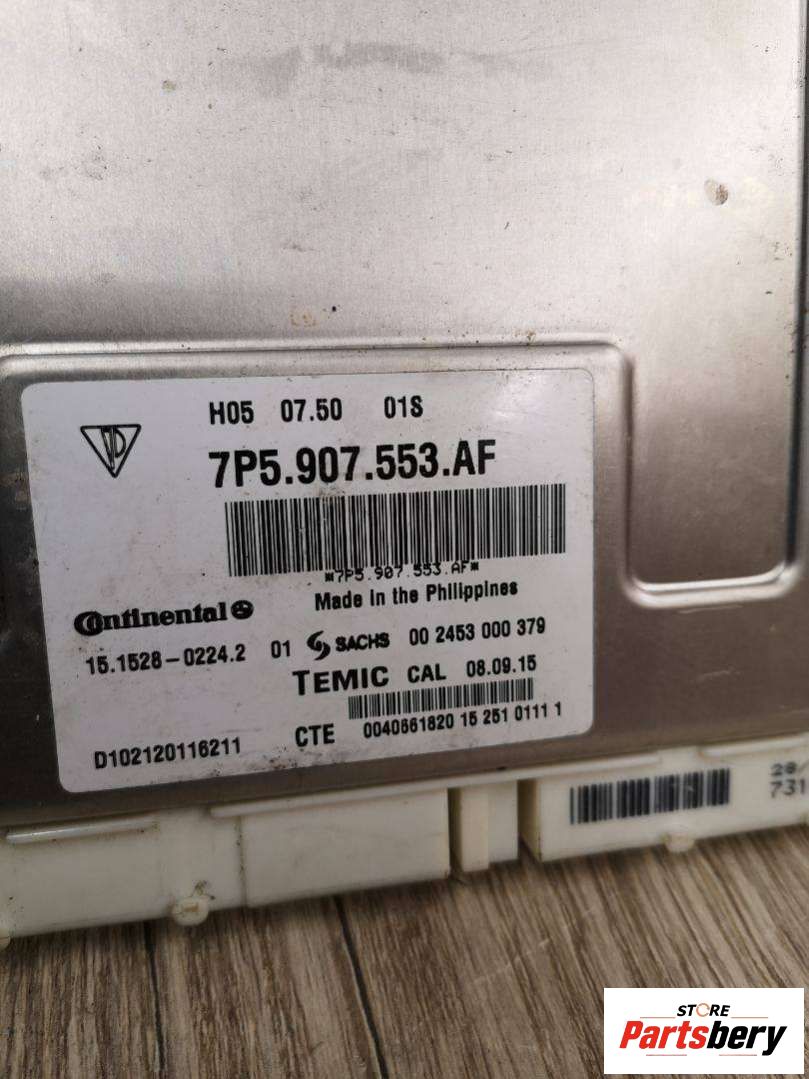 H05 07.50 01S
7P5.907.553.AF
*7P5.907.553.AF*
Made in the Philippines
Continental
15.1528-0224.2 01 SACHS 00 2453 000 379
TEMIC CAL 08.09.15
D102120116211 CTE 0040661820 15 251 0111 1
28/
731
STORE
Partsbery